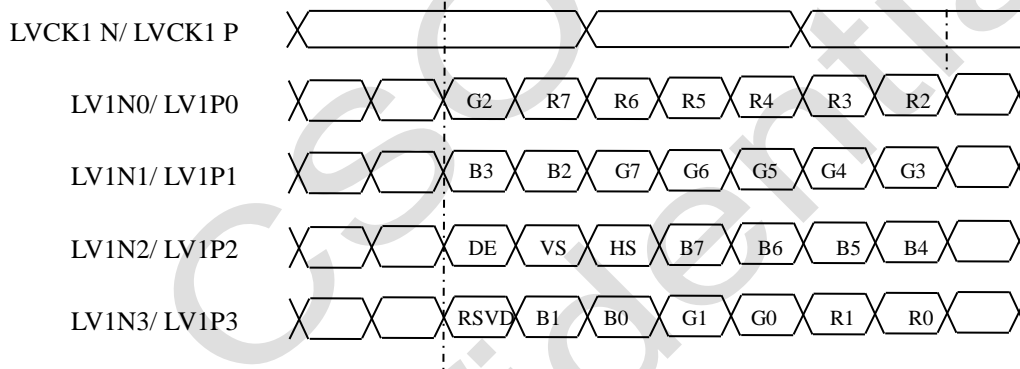 LVCK1 N/ LVCK1 P
LV1N0/ LV1P0 G2 R7 R6 R5 R4 R3 R2
LV1N1/ LV1P1 B3 B2 G7 G6 G5 G4 G3
LV1N2/ LV1P2 DE VS HS B7 B6 B5 B4
LV1N3/ LV1P3 RSVD B1 B0 G1 G0 R1 R0